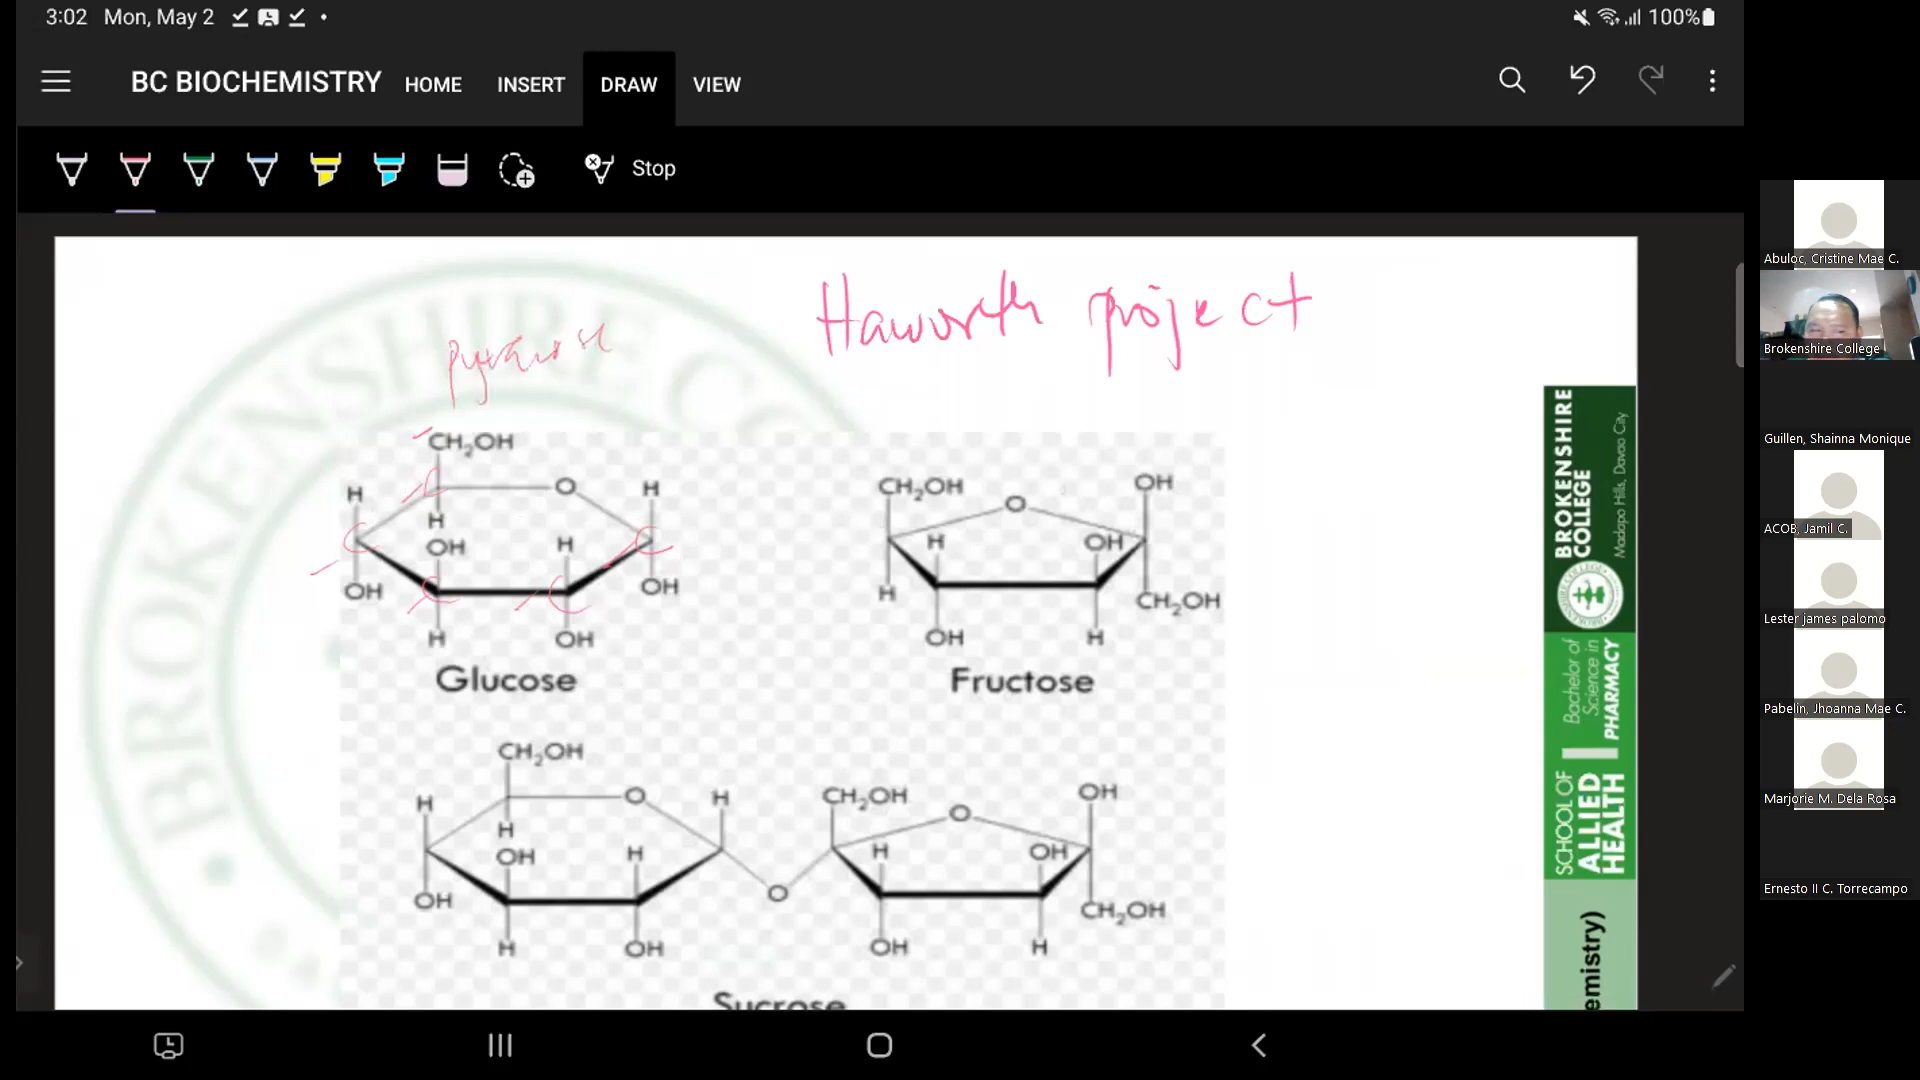 3:02 Mon, May 2 100%
BC BIOCHEMISTRY HOME INSERT DRAW VIEW
Stop
Haworth project
pyranose
CH₂OH
H O H
H
OH H
OH OH
H OH
Glucose
CH₂OH O OH
H OH
H CH₂OH
OH H
Fructose
CH₂OH
H O H
H
OH H
OH
H OH
O
CH₂OH O OH
H OH
CH₂OH
OH H
Sucrose
BROKENSHIRE
COLLEGE
Madapo Hills, Davao City
Bachelor of
Science in
PHARMACY
SCHOOL OF
ALLIED
HEALTH
emistry)
BROKENSHIRE CO
Abuloc, Cristine Mae C.
Brokenshire College
Guillen, Shainna Monique
ACOB, Jamil C.
Lester james palomo
Pabelin, Jhoanna Mae C.
Marjorie M. Dela Rosa
Ernesto II C. Torrecampo